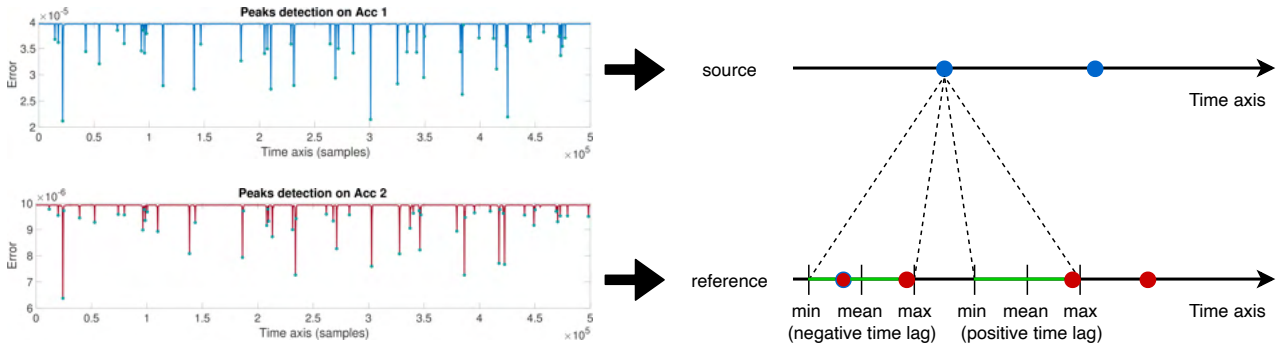 Peaks detection on Acc 1
×10⁻⁵
4
3.5
3
2.5
2
Error
0 0.5 1 1.5 2 2.5 3 3.5 4 4.5 5
Time axis (samples)
×10⁵
Peaks detection on Acc 2
×10⁻⁶
10
9
8
7
6
Error
0 0.5 1 1.5 2 2.5 3 3.5 4 4.5 5
Time axis (samples)
×10⁵
source
Time axis
reference
Time axis
min mean max min mean max
(negative time lag) (positive time lag)